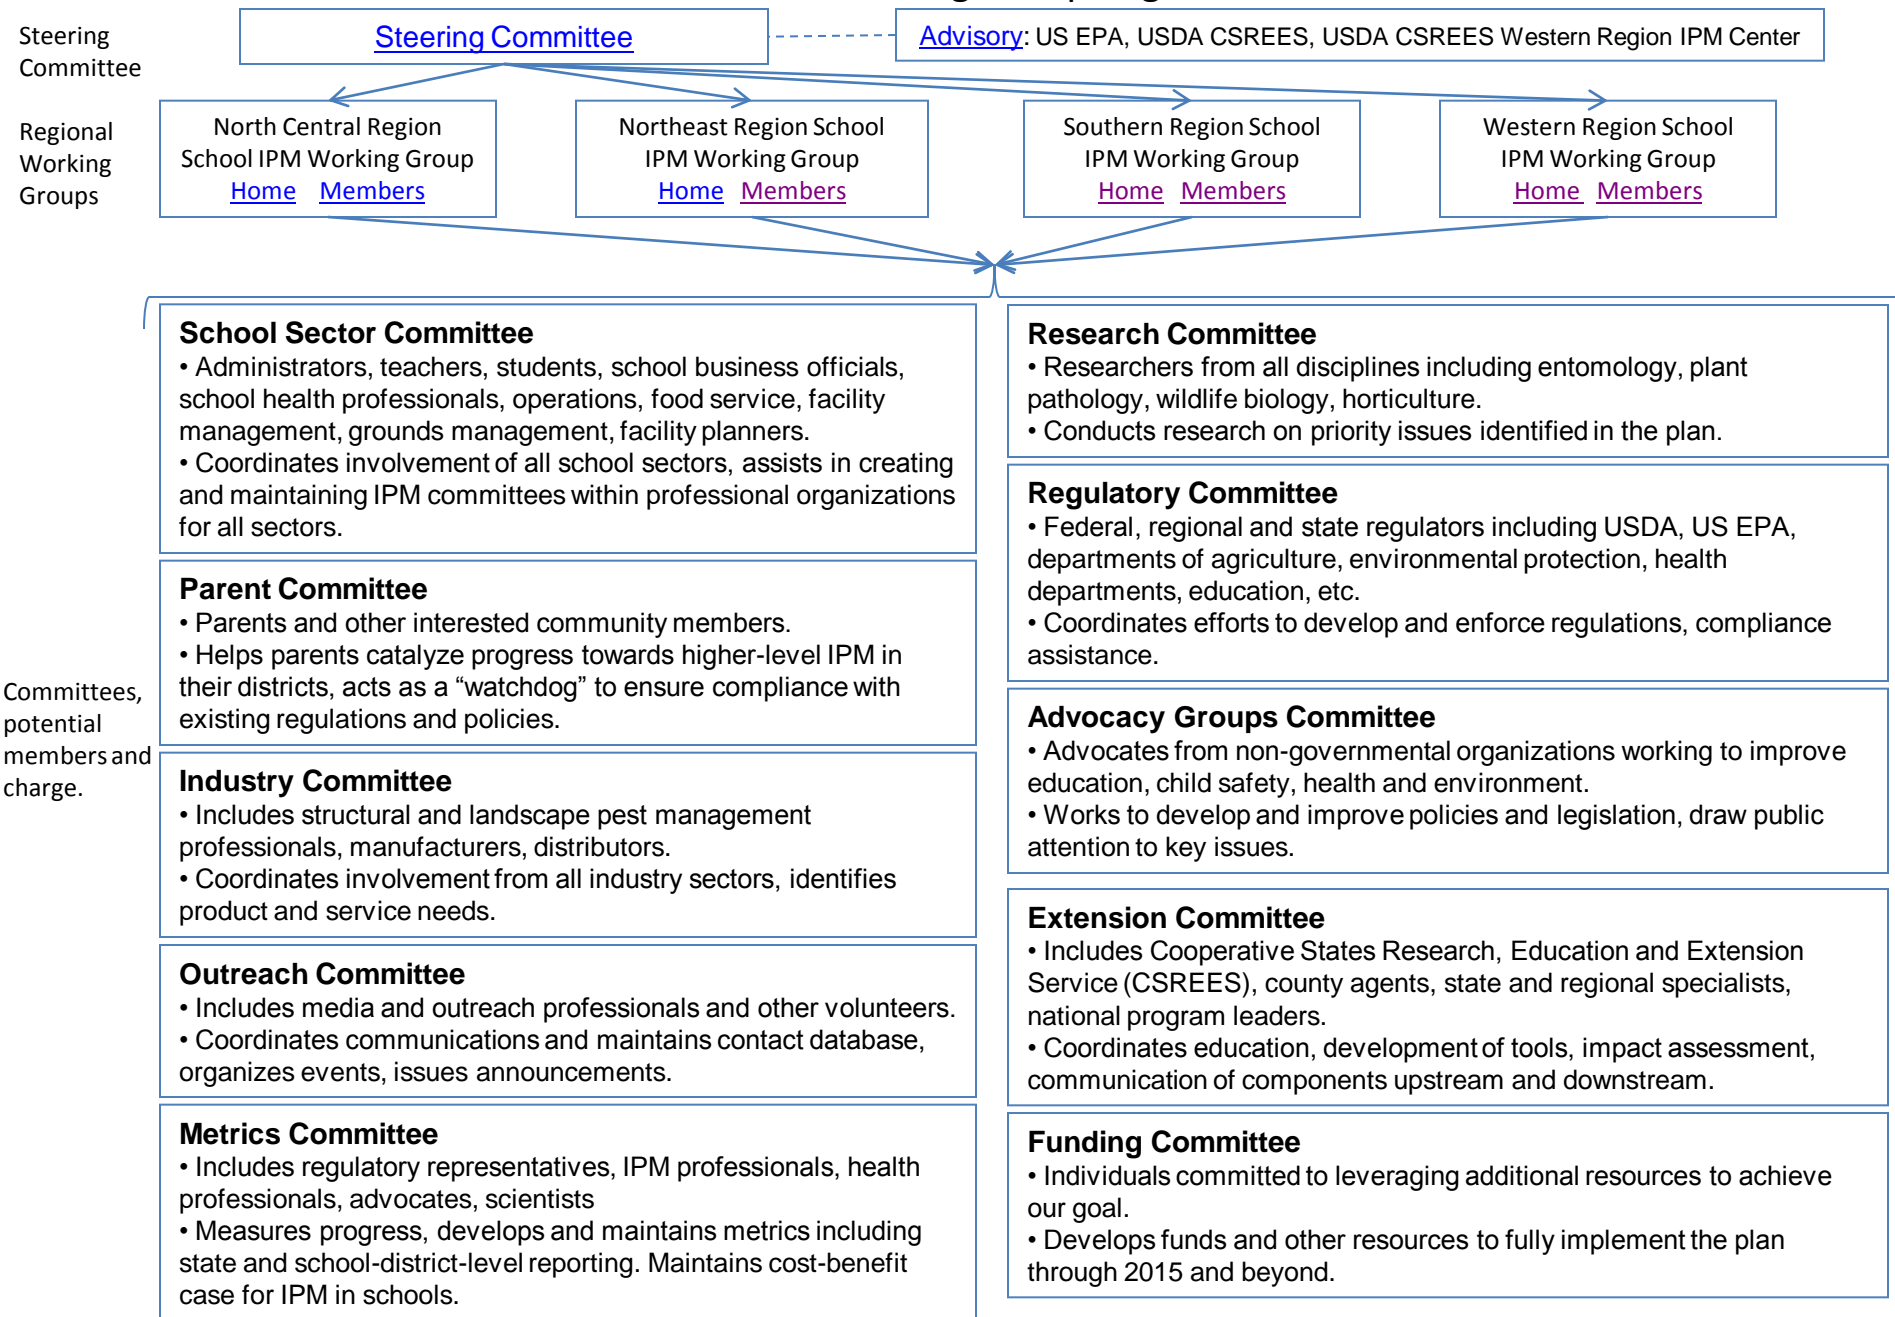 Steering
Committee
Steering Committee
Advisory: US EPA, USDA CSREES, USDA CSREES Western Region IPM Center
Regional
Working
Groups
North Central Region
School IPM Working Group
Home Members
Northeast Region School
IPM Working Group
Home Members
Southern Region School
IPM Working Group
Home Members
Western Region School
IPM Working Group
Home Members
Committees,
potential
members and
charge.
School Sector Committee
• Administrators, teachers, students, school business officials,
school health professionals, operations, food service, facility
management, grounds management, facility planners.
• Coordinates involvement of all school sectors, assists in creating
and maintaining IPM committees within professional organizations
for all sectors.
Parent Committee
• Parents and other interested community members.
• Helps parents catalyze progress towards higher-level IPM in
their districts, acts as a “watchdog” to ensure compliance with
existing regulations and policies.
Industry Committee
• Includes structural and landscape pest management
professionals, manufacturers, distributors.
• Coordinates involvement from all industry sectors, identifies
product and service needs.
Outreach Committee
• Includes media and outreach professionals and other volunteers.
• Coordinates communications and maintains contact database,
organizes events, issues announcements.
Metrics Committee
• Includes regulatory representatives, IPM professionals, health
professionals, advocates, scientists
• Measures progress, develops and maintains metrics including
state and school-district-level reporting. Maintains cost-benefit
case for IPM in schools.
Research Committee
• Researchers from all disciplines including entomology, plant
pathology, wildlife biology, horticulture.
• Conducts research on priority issues identified in the plan.
Regulatory Committee
• Federal, regional and state regulators including USDA, US EPA,
departments of agriculture, environmental protection, health
departments, education, etc.
• Coordinates efforts to develop and enforce regulations, compliance
assistance.
Advocacy Groups Committee
• Advocates from non-governmental organizations working to improve
education, child safety, health and environment.
• Works to develop and improve policies and legislation, draw public
attention to key issues.
Extension Committee
• Includes Cooperative States Research, Education and Extension
Service (CSREES), county agents, state and regional specialists,
national program leaders.
• Coordinates education, development of tools, impact assessment,
communication of components upstream and downstream.
Funding Committee
• Individuals committed to leveraging additional resources to achieve
our goal.
• Develops funds and other resources to fully implement the plan
through 2015 and beyond.